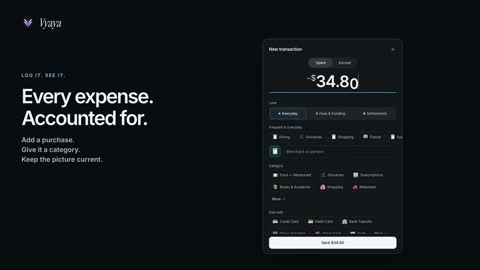 Vyaya
LOG IT. SEE IT.
Every expense.
Accounted for.
Add a purchase.
Give it a category.
Keep the picture current.
New transaction
Spent
Earned
−$34.80
Lane
Everyday
Fees & Funding
Settlements
Frequent in Everyday
Dining
Groceries
Shopping
Transit
Merchant or person
Category
Food — Restaurant
Groceries
Subscriptions
Books & Academic
Shopping
More
Paid with
Credit Card
Debit Card
Bank Transfer
Save $34.80